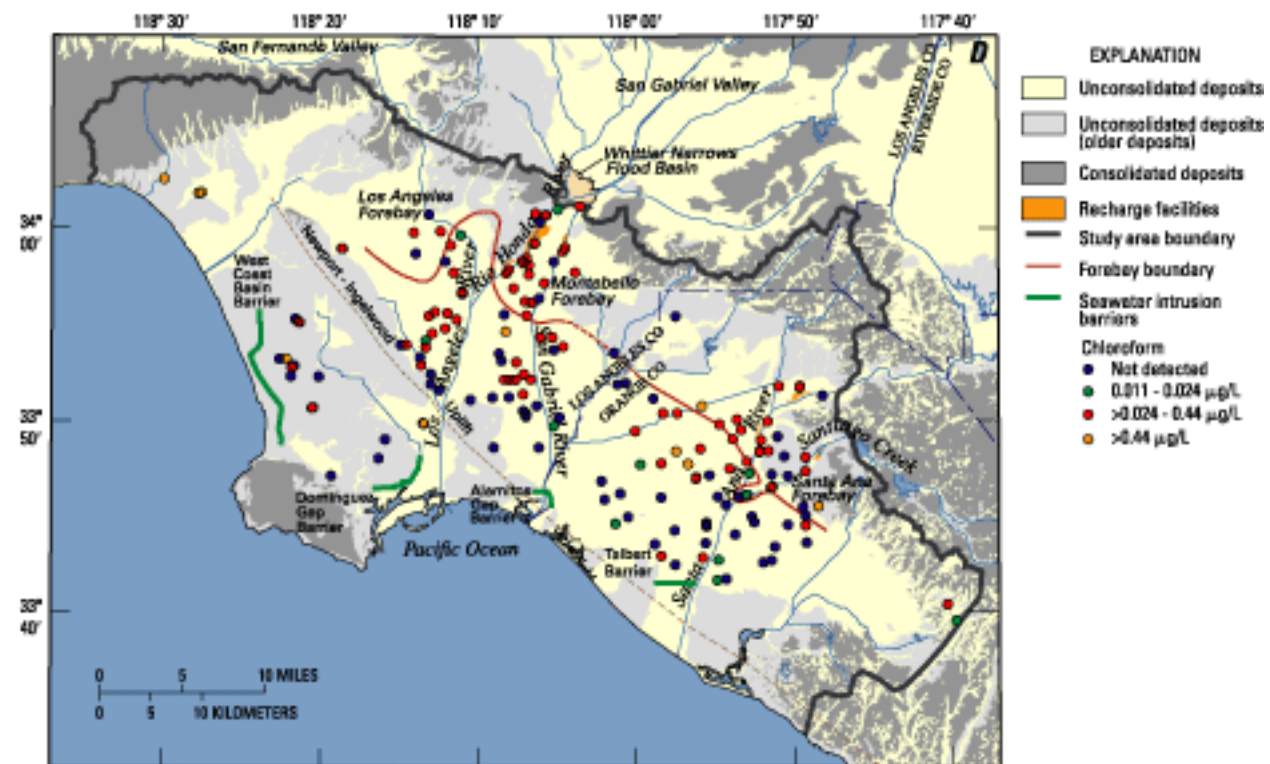 118° 30'
118° 20'
118° 10'
118° 00'
117° 50'
117° 40'
D
San Fernando Valley
San Gabriel Valley
LOS ANGELES CO
RIVERSIDE CO
Whittier Narrows
Flood Basin
Los Angeles
Forebay
34°
00'
Rio Hondo
River
River
Newport - Inglewood
Uplift
West
Coast
Basin
Barrier
Montebello
Forebay
Los Angeles
San Gabriel River
LOS ANGELES CO
ORANGE CO
33°
50'
Santa Ana River
Santiago Creek
Santa Ana
Forebay
Dominguez
Gap
Barrier
Alamitos
Gap
Barrier
Pacific Ocean
Talbert
Barrier
33°
40'
0 5 10 MILES
0 5 10 KILOMETERS
EXPLANATION
Unconsolidated deposits
Unconsolidated deposits
(older deposits)
Consolidated deposits
Recharge facilities
Study area boundary
Forebay boundary
Seawater intrusion
barriers
Chloroform
Not detected
0.011 - 0.024 µg/L
>0.024 - 0.44 µg/L
>0.44 µg/L